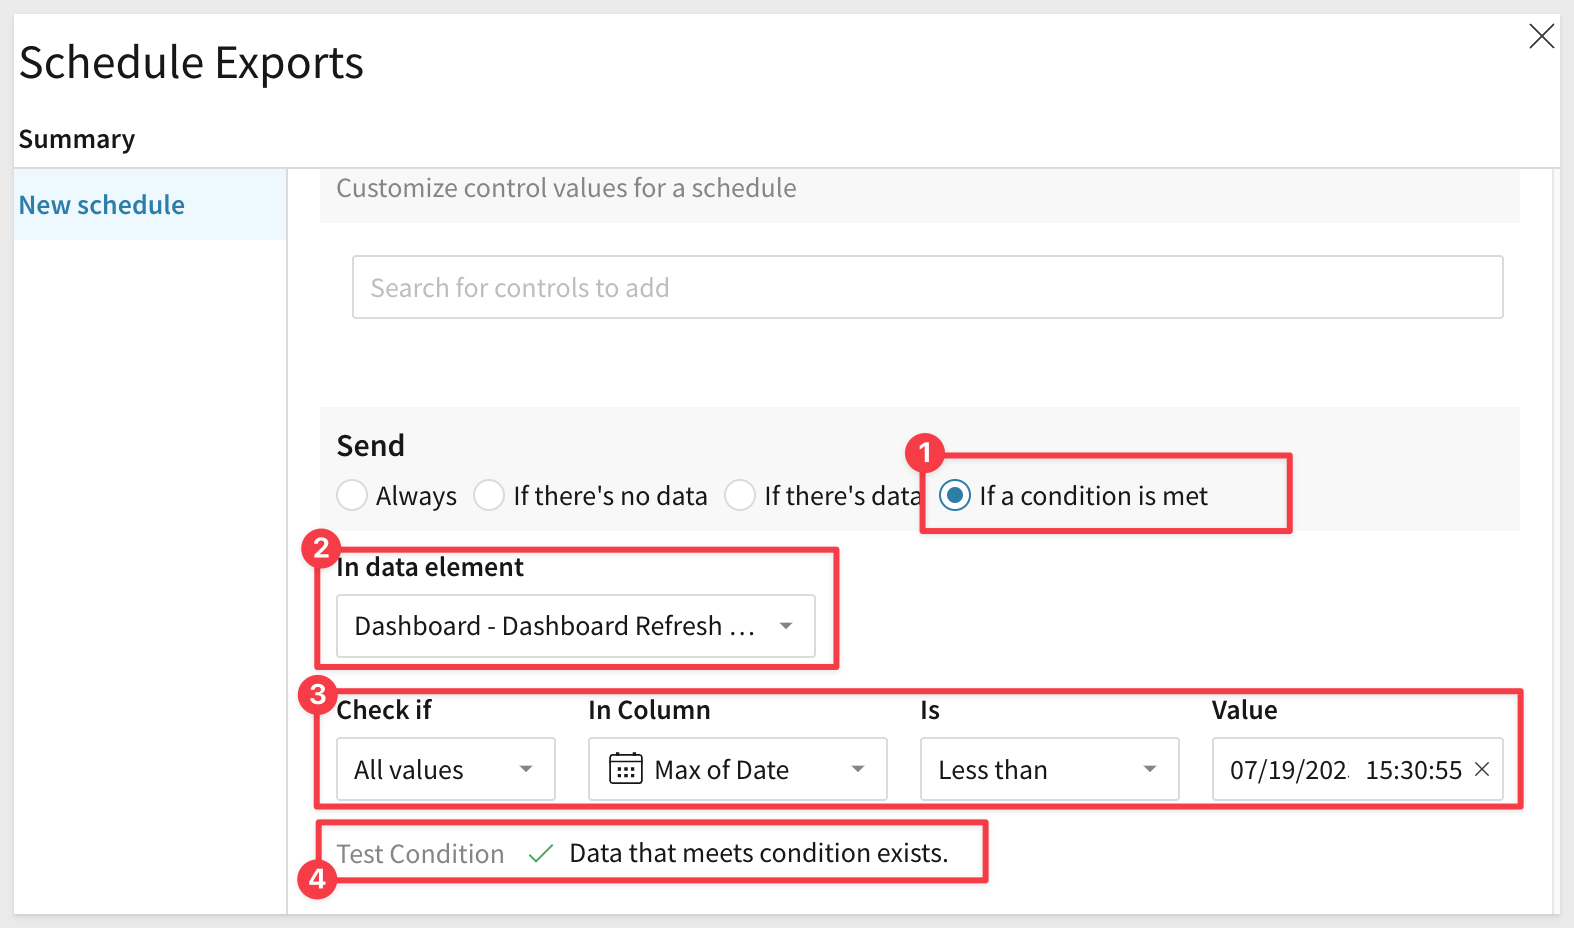 Schedule Exports
Summary
New schedule
Customize control values for a schedule
Search for controls to add
Send
1
Always If there's no data If there's data If a condition is met
2
In data element
Dashboard - Dashboard Refresh ...
3
Check if In Column Is Value
All values Max of Date Less than 07/19/202 15:30:55
Test Condition Data that meets condition exists.
4